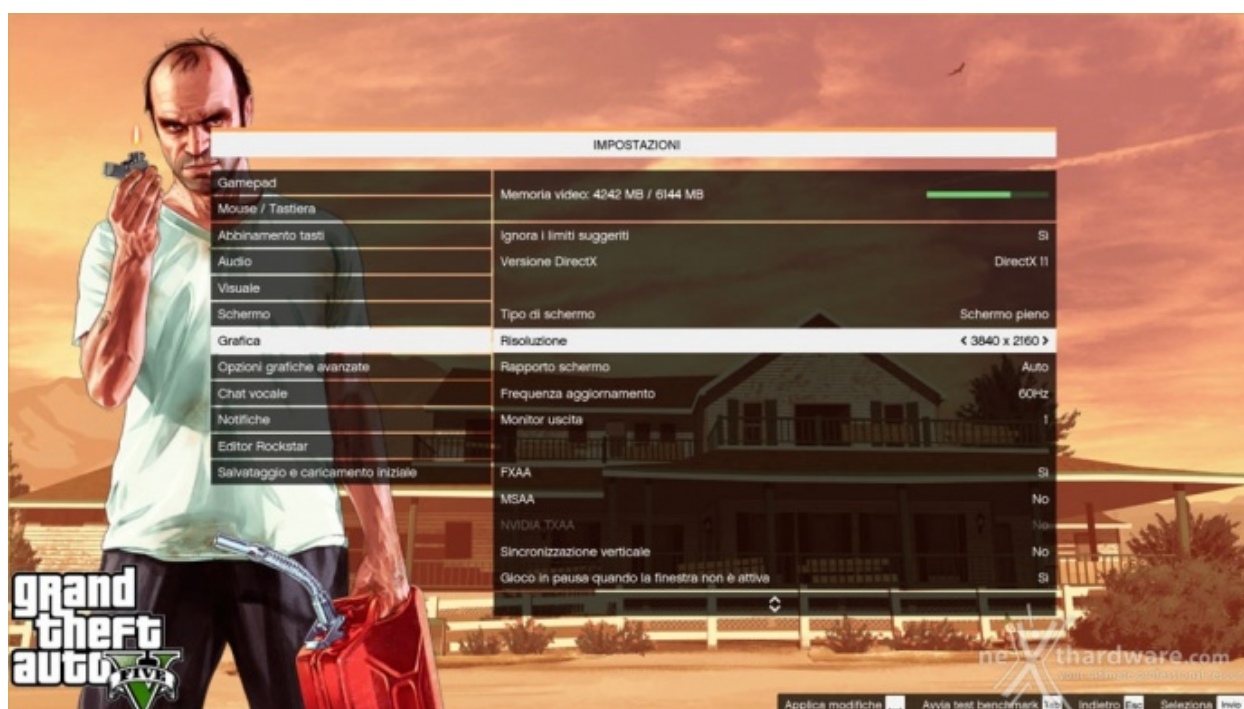 IMPOSTAZIONI
Gamepad
Mouse / Tastiera
Abbinamento tasti
Audio
Visuale
Schermo
Grafica
Opzioni grafiche avanzate
Chat vocale
Notifiche
Editor Rockstar
Salvataggio e caricamento iniziale
Memoria video: 4242 MB / 6144 MB
Ignora i limiti suggeriti Sì
Versione DirectX DirectX 11
Tipo di schermo Schermo pieno
Risoluzione < 3840 x 2160 >
Rapporto schermo Auto
Frequenza aggiornamento 60Hz
Monitor uscita 1
FXAA Sì
MSAA No
NVIDIA TXAA No
Sincronizzazione verticale No
Gioco in pausa quando la finestra non è attiva Sì
grand
theft
auto V
FIVE
nexthardware.com
your ultimate professional
Applica modifiche Avvia test benchmark Tab Indietro Esc Seleziona Invio